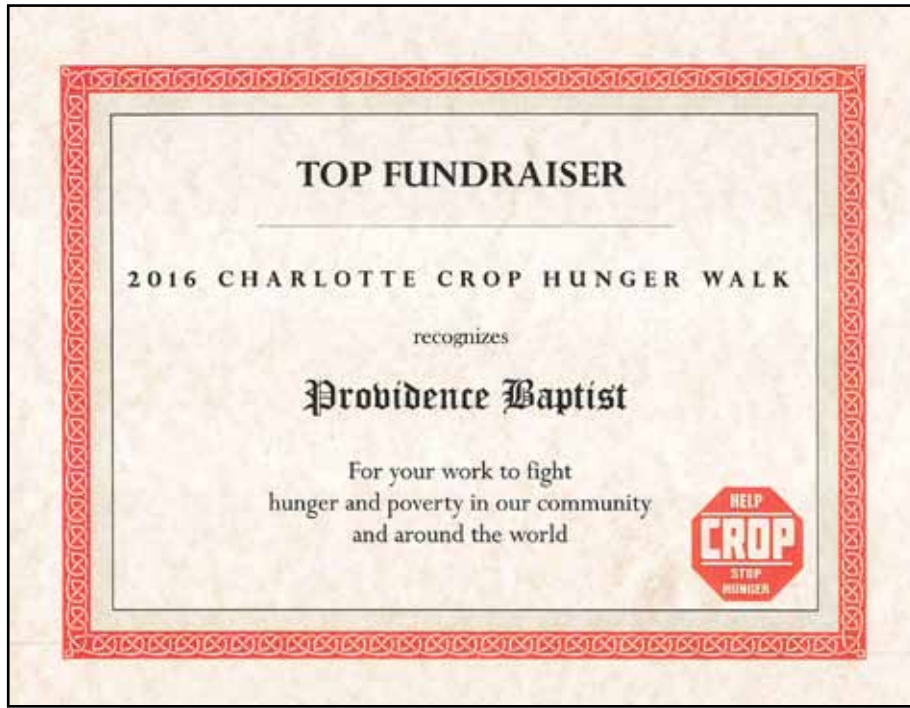 TOP FUNDRAISER
2016 CHARLOTTE CROP HUNGER WALK
recognizes
Providence Baptist
For your work to fight
hunger and poverty in our community
and around the world
HELP
CROP
STOP
HUNGER